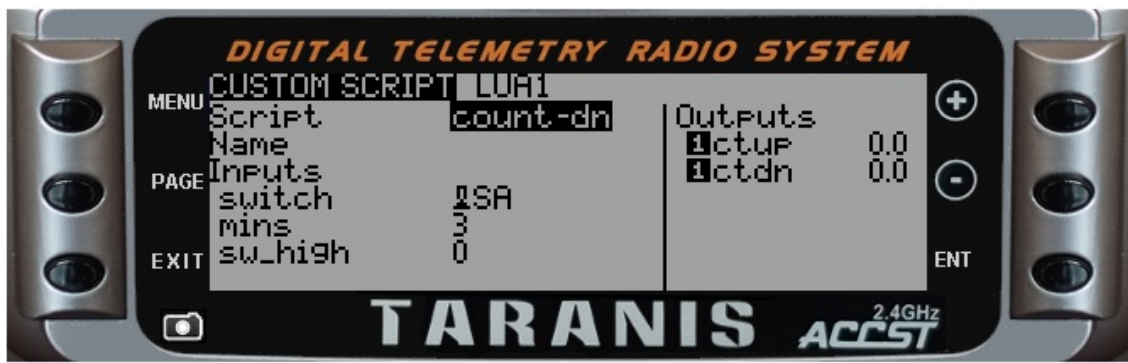 DIGITAL TELEMETRY RADIO SYSTEM
MENU
PAGE
EXIT
CUSTOM SCRIPT LUA1
Script count-dn
Name
Inputs
switch SA
mins 3
sw_high 0
Outputs
1ctup 0.0
1ctdn 0.0
+
-
ENT
TARANIS
2.4GHz
ACCST